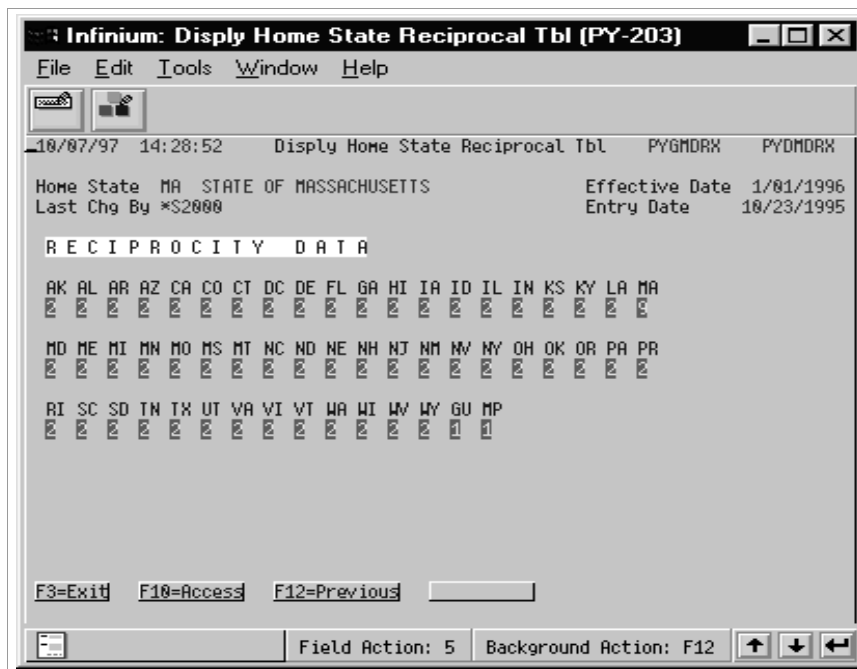 Infinium: Disply Home State Reciprocal Tbl (PY-203)
File Edit Tools Window Help
10/07/97 14:28:52 Disply Home State Reciprocal Tbl PYGMDRX PYDMDRX
Home State MA STATE OF MASSACHUSETTS Effective Date 1/01/1996
Last Chg By *S2000 Entry Date 10/23/1995
R E C I P R O C I T Y D A T A
AK AL AR AZ CA CO CT DC DE FL GA HI IA ID IL IN KS KY LA MA
2 2 2 2 2 2 2 2 2 2 2 2 2 2 2 2 2 2 2
MD ME MI MN MO MS MT NC ND NE NH NJ NM NV NY OH OK OR PA PR
2 2 2 2 2 2 2 2 2 2 2 2 2 2 2 2 2 2 2 2
RI SC SD TN TX UT VA VI VT WA WI WV WY GU MP
2 2 2 2 2 2 2 2 2 2 2 2 2 1 1
F3=Exit F10=Access F12=Previous
Field Action: 5 Background Action: F12